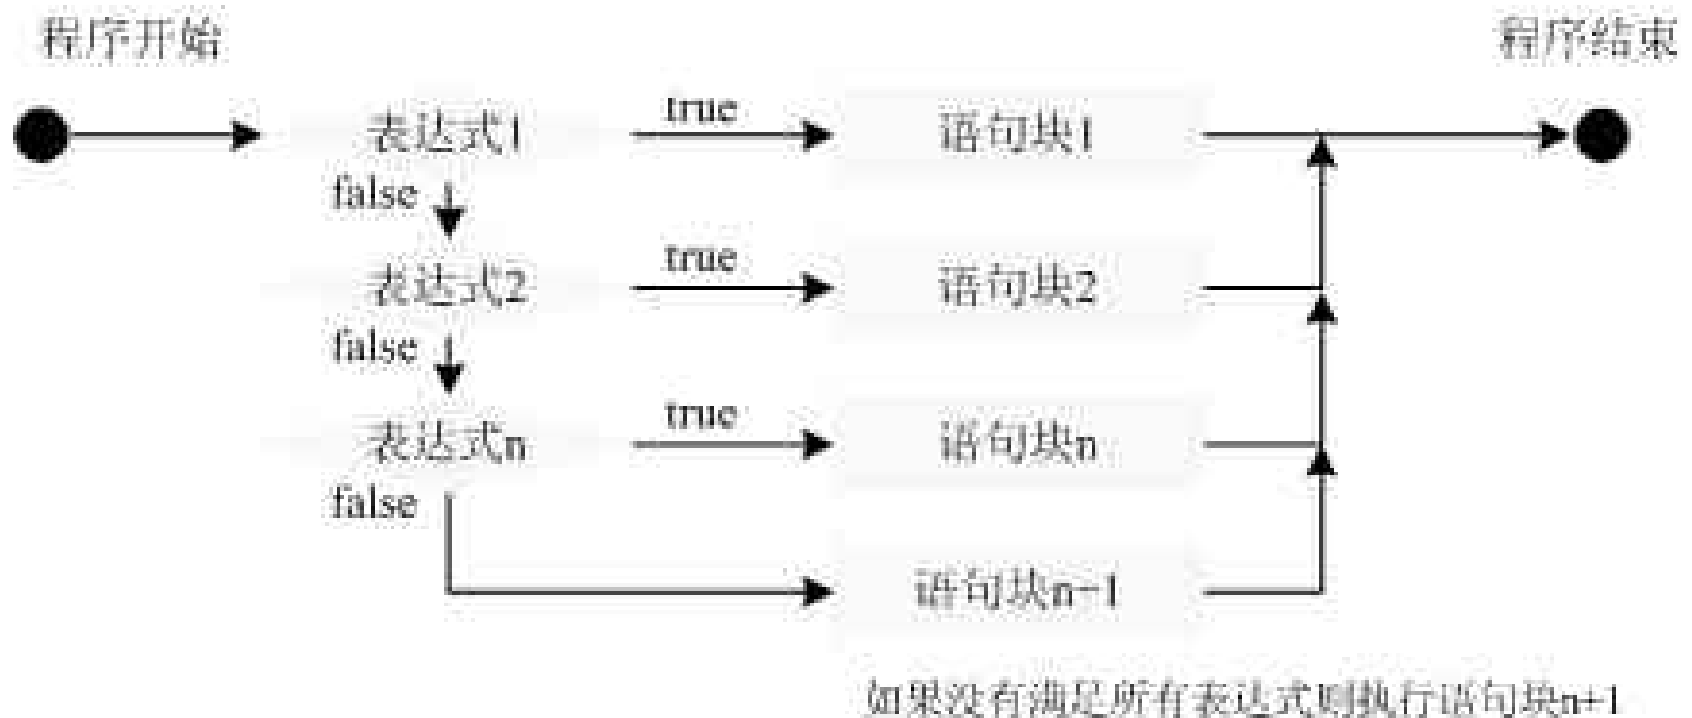 程序开始
程序结束
表达式1
true
语句块1
false
表达式2
true
语句块2
false
表达式n
true
语句块n
false
语句块n-1
如果没有满足所有表达式则执行语句块n+1